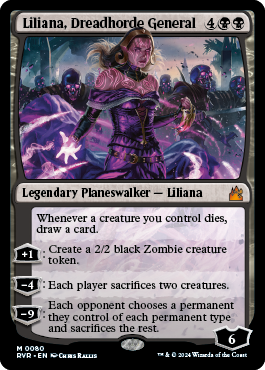 Liliana, Dreadhorde General 4
Legendary Planeswalker — Liliana
Whenever a creature you control dies,
draw a card.
+1 : Create a 2/2 black Zombie creature
token.
−4 : Each player sacrifices two creatures.
−9 : Each opponent chooses a permanent
they control of each permanent type
and sacrifices the rest.
6
M 0080
RVR • EN Chris Rallis
™ & © 2024 Wizards of the Coast